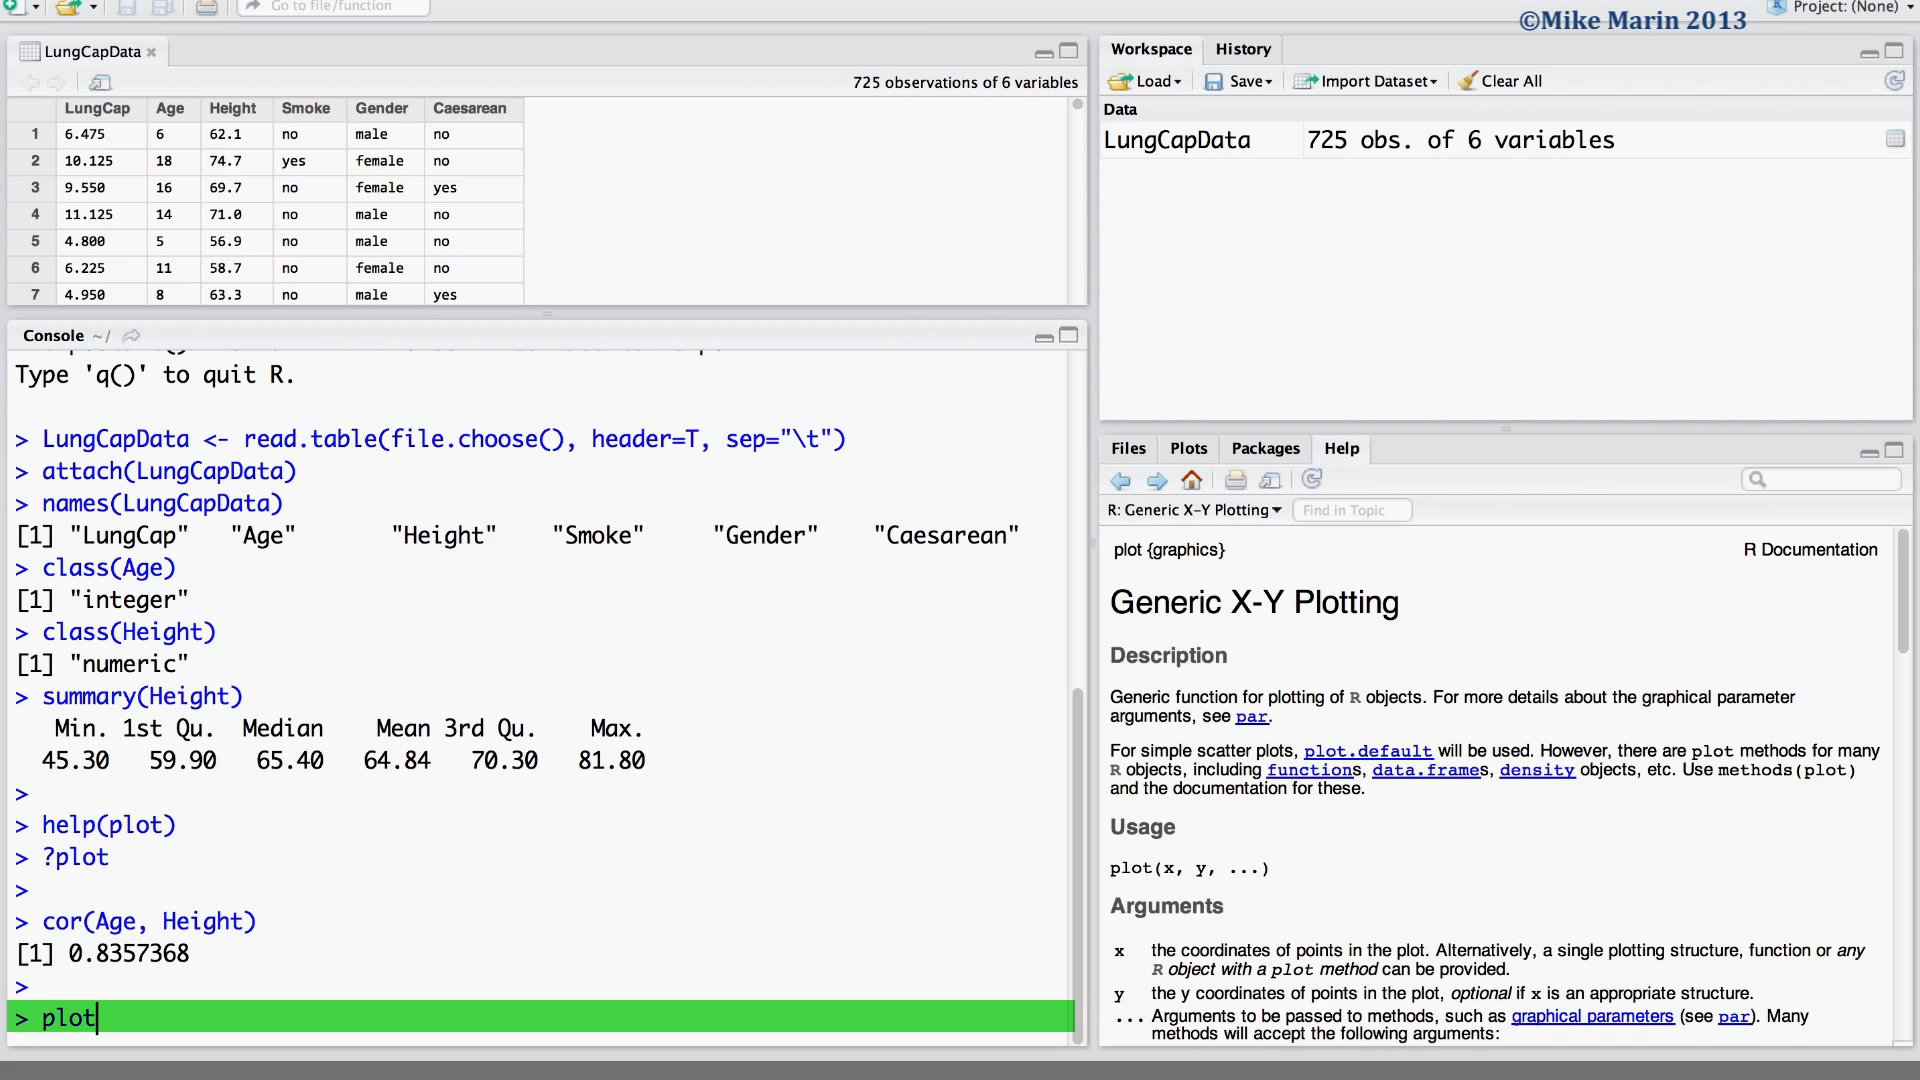 Go to file/function
©Mike Marin 2013
Project: (None)
LungCapData
725 observations of 6 variables
LungCap Age Height Smoke Gender Caesarean
1 6.475 6 62.1 no male no
2 10.125 18 74.7 yes female no
3 9.550 16 69.7 no female yes
4 11.125 14 71.0 no male no
5 4.800 5 56.9 no male no
6 6.225 11 58.7 no female no
7 4.950 8 63.3 no male yes
Console ~/
Type 'q()' to quit R.
> LungCapData <- read.table(file.choose(), header=T, sep="\t")
> attach(LungCapData)
> names(LungCapData)
[1] "LungCap" "Age" "Height" "Smoke" "Gender" "Caesarean"
> class(Age)
[1] "integer"
> class(Height)
[1] "numeric"
> summary(Height)
Min. 1st Qu. Median Mean 3rd Qu. Max.
45.30 59.90 65.40 64.84 70.30 81.80
>
> help(plot)
> ?plot
>
> cor(Age, Height)
[1] 0.8357368
>
> plot
Workspace History
Load Save Import Dataset Clear All
Data
LungCapData 725 obs. of 6 variables
Files Plots Packages Help
R: Generic X-Y Plotting Find in Topic
plot {graphics} R Documentation
Generic X-Y Plotting
Description
Generic function for plotting of R objects. For more details about the graphical parameter
arguments, see par.
For simple scatter plots, plot.default will be used. However, there are plot methods for many
R objects, including functions, data.frames, density objects, etc. Use methods(plot)
and the documentation for these.
Usage
plot(x, y, ...)
Arguments
x the coordinates of points in the plot. Alternatively, a single plotting structure, function or any
R object with a plot method can be provided.
y the y coordinates of points in the plot, optional if x is an appropriate structure.
... Arguments to be passed to methods, such as graphical parameters (see par). Many
methods will accept the following arguments: